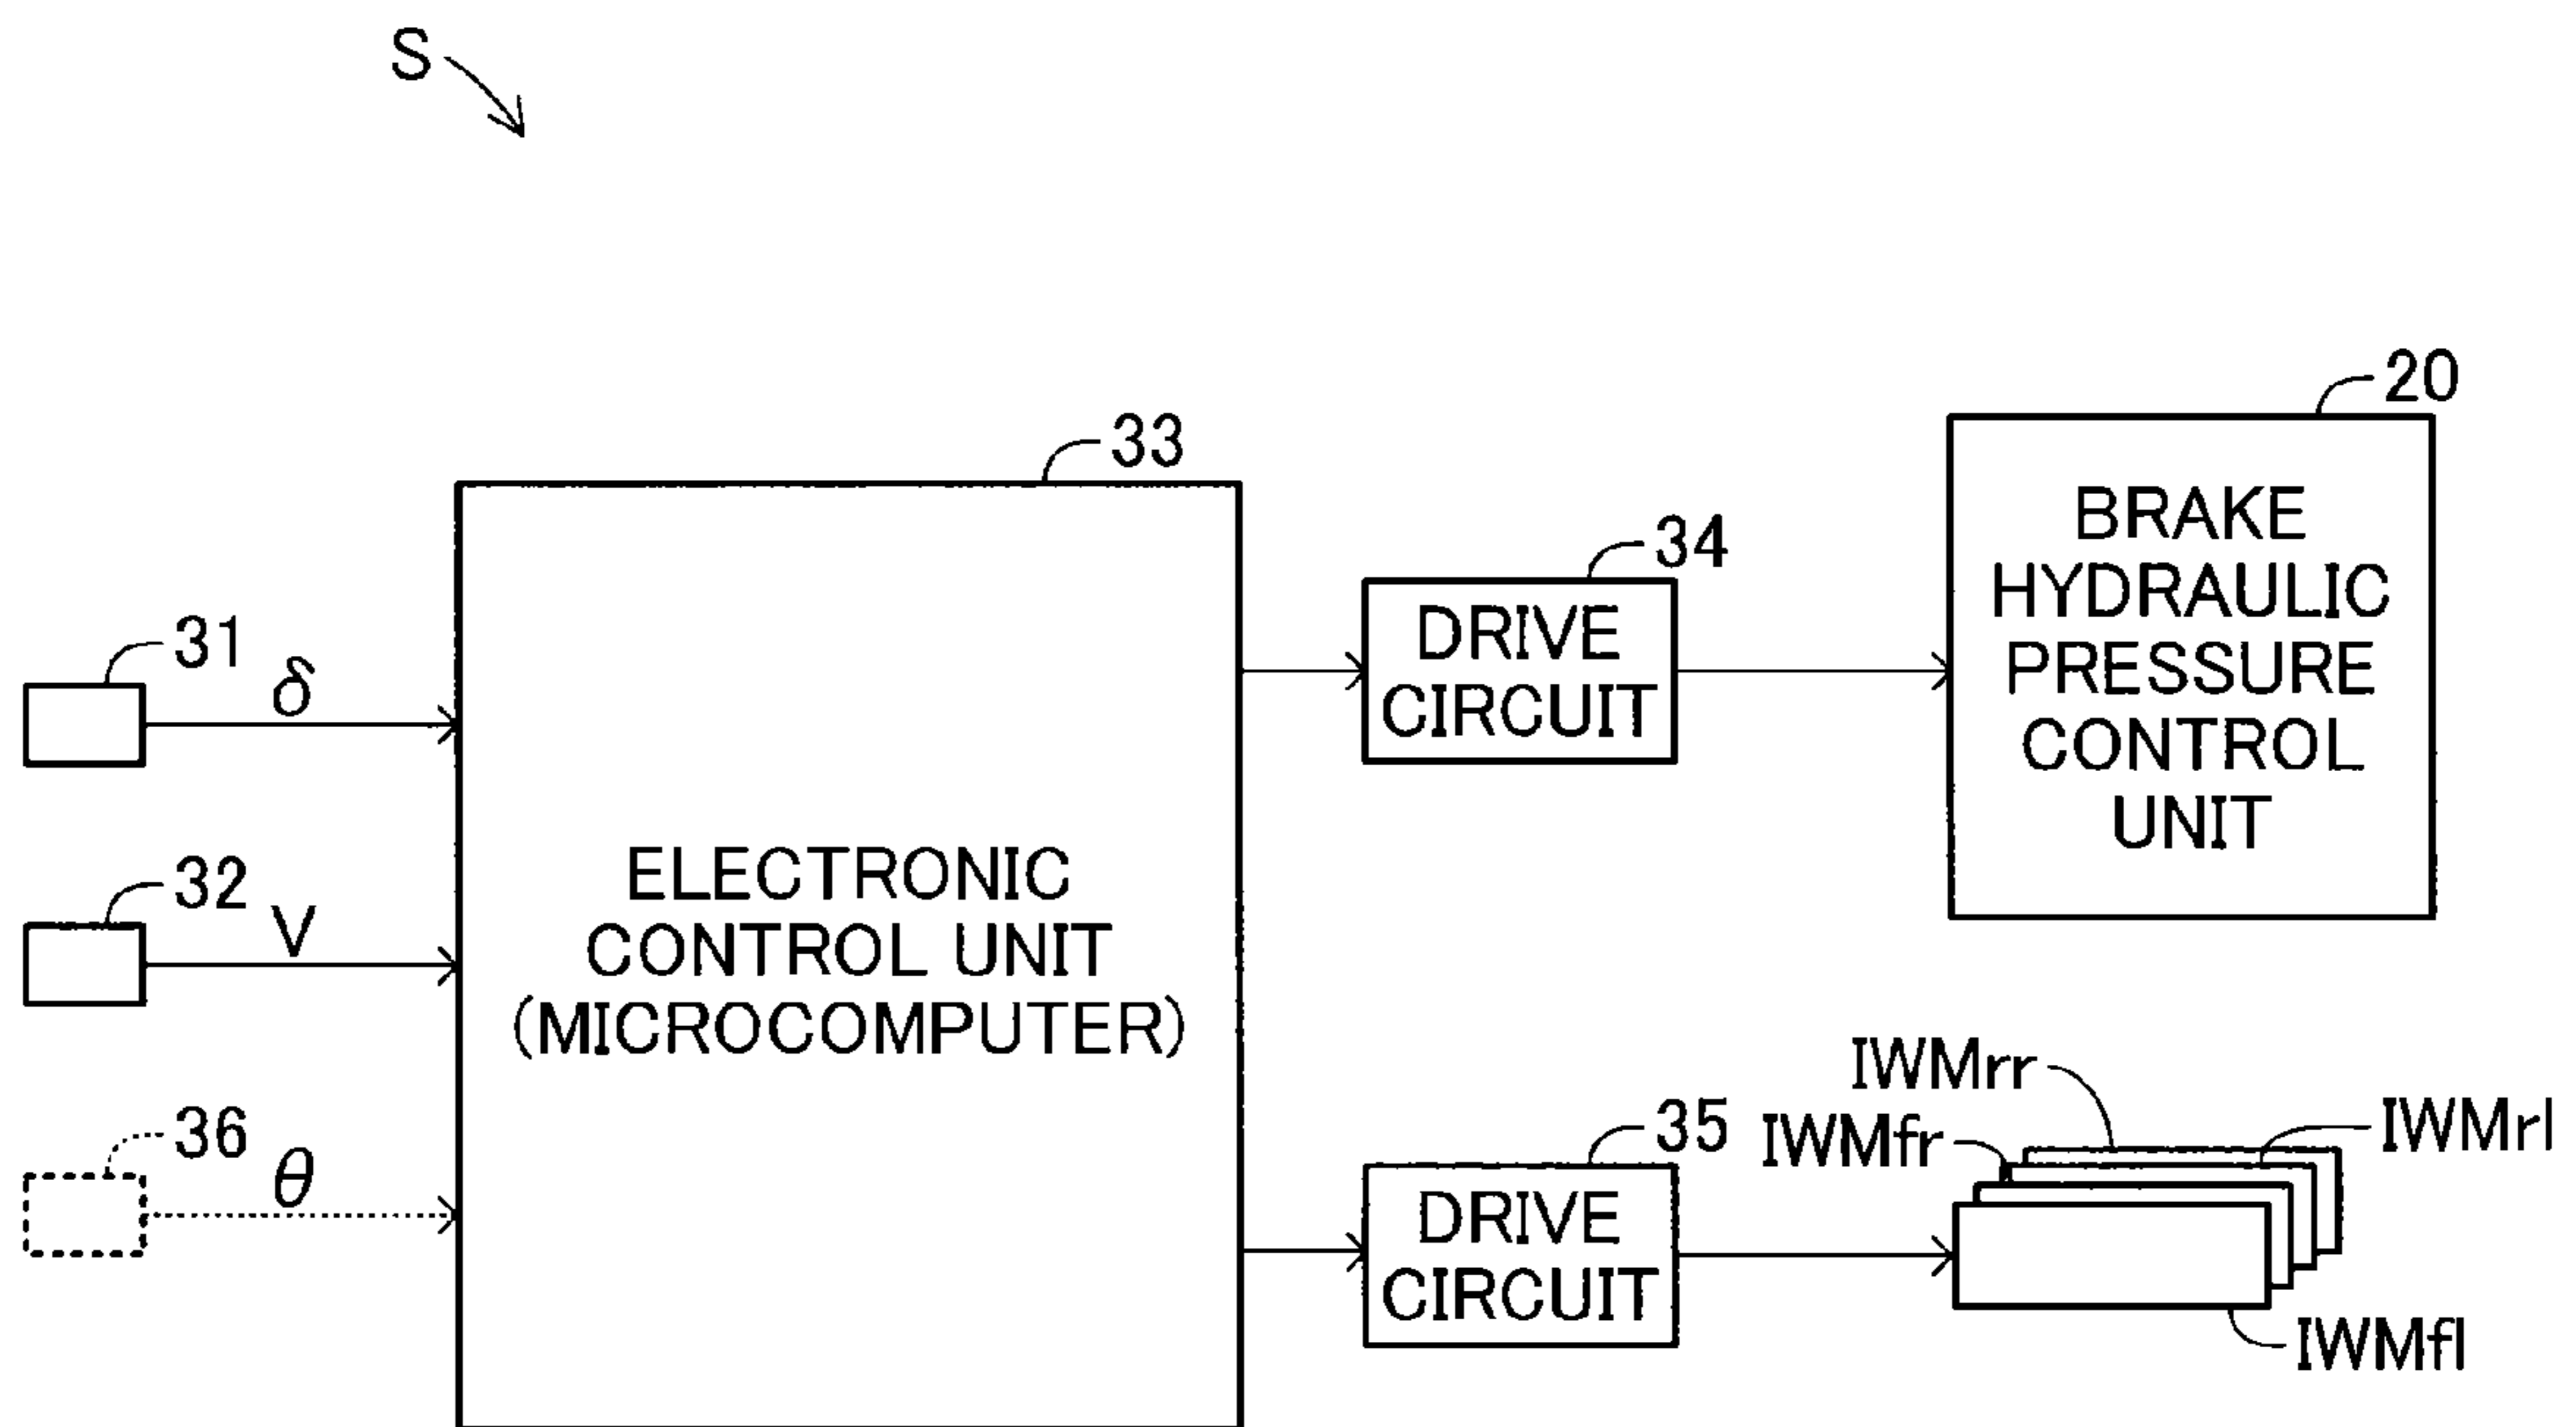 S
20
33
BRAKE
HYDRAULIC
PRESSURE
CONTROL
UNIT
34
DRIVE
CIRCUIT
31
δ
ELECTRONIC
CONTROL UNIT
(MICROCOMPUTER)
32
V
IWMrr
IWMrl
IWMfr
35
DRIVE
CIRCUIT
36
θ
IWMfl